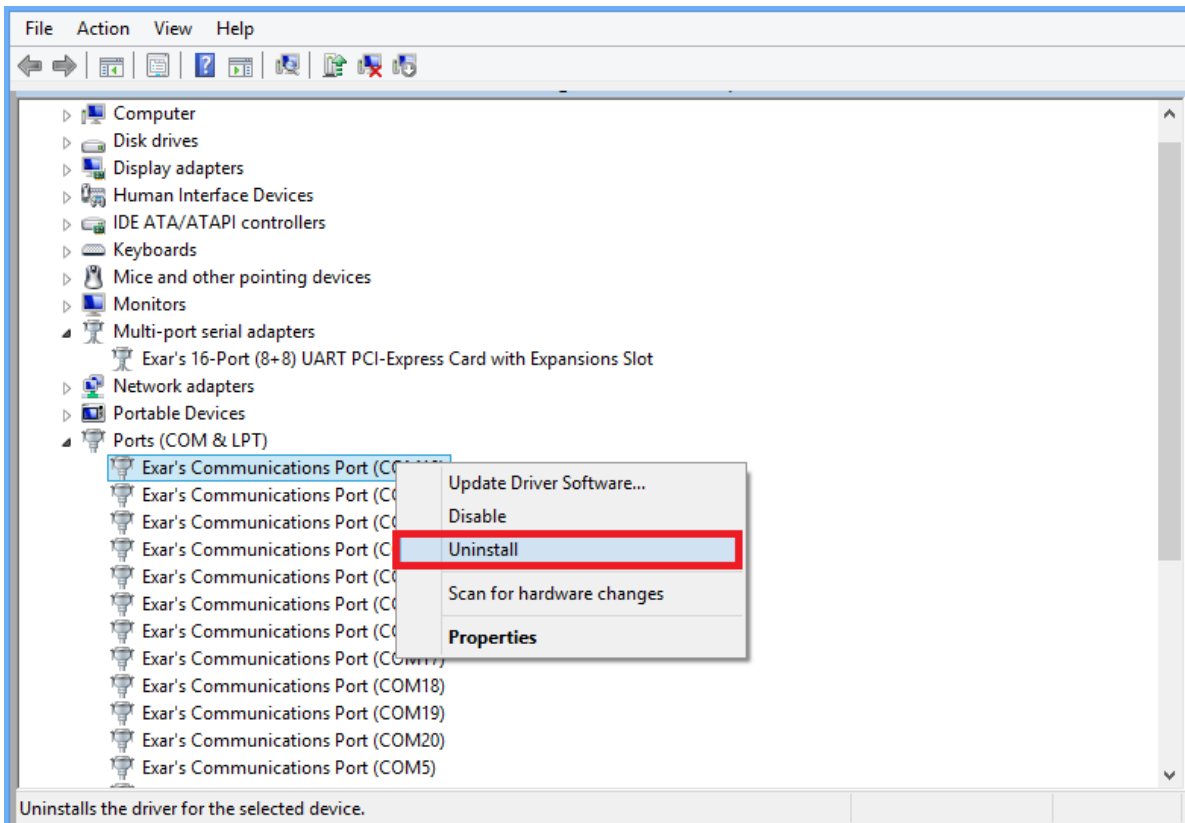 File Action View Help
Computer
Disk drives
Display adapters
Human Interface Devices
IDE ATA/ATAPI controllers
Keyboards
Mice and other pointing devices
Monitors
Multi-port serial adapters
Exar's 16-Port (8+8) UART PCI-Express Card with Expansions Slot
Network adapters
Portable Devices
Ports (COM & LPT)
Exar's Communications Port
Exar's Communications Port
Exar's Communications Port
Exar's Communications Port
Exar's Communications Port
Exar's Communications Port
Exar's Communications Port
Exar's Communications Port (COM17)
Exar's Communications Port (COM18)
Exar's Communications Port (COM19)
Exar's Communications Port (COM20)
Exar's Communications Port (COM5)
Update Driver Software...
Disable
Uninstall
Scan for hardware changes
Properties
Uninstalls the driver for the selected device.